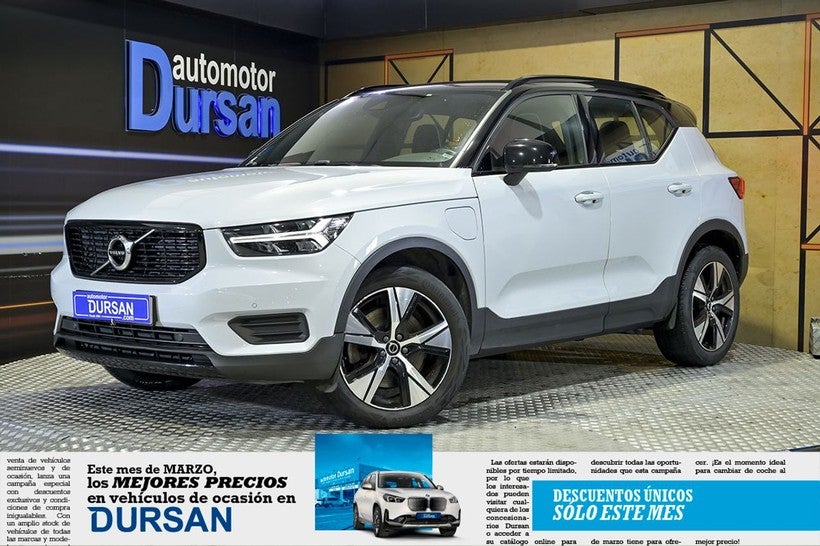 automotor
Dursan
VOLVO
automotor
DURSAN
.com
venta de vehículos
seminuevos y de
ocasión, lanza una
campaña especial
con descuentos
exclusivos y condi-
ciones de compra
inigualables. Con
un amplio stock de
vehículos de todas
las marcas y mode-
Este mes de MARZO,
los MEJORES PRECIOS
en vehículos de ocasión en
DURSAN
automotor Dursan
Las ofertas estarán dispo-
nibles por tiempo limitado,
por lo que
los interesa-
dos pueden
visitar cual-
quiera de los
concesiona-
rios Dursan
o acceder a
su catálogo online para
descubrir todas las oportu-
nidades que esta campaña
de marzo tiene para ofre-
cer. ¡Es el momento ideal
para cambiar de coche al
mejor precio!
DESCUENTOS ÚNICOS
SÓLO ESTE MES